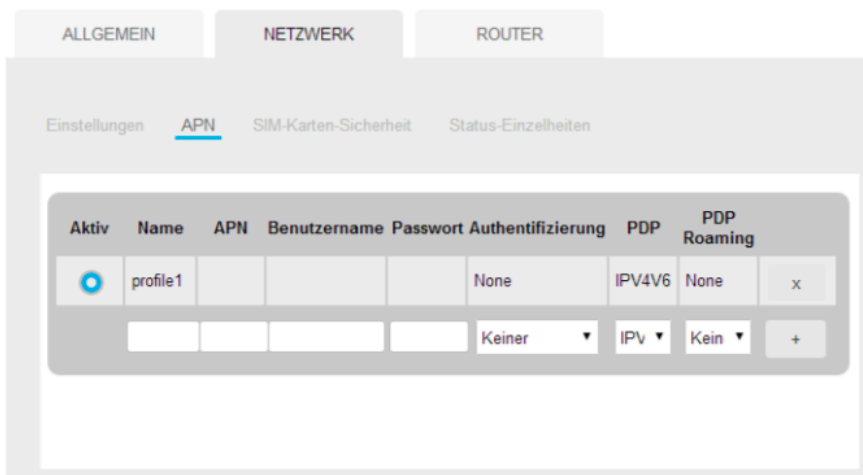 ALLGEMEIN NETZWERK ROUTER
Einstellungen APN SIM-Karten-Sicherheit Status-Einzelheiten
Aktiv Name APN Benutzername Passwort Authentifizierung PDP PDP Roaming
profile1 None IPV4V6 None x
Keiner IPV Kein +